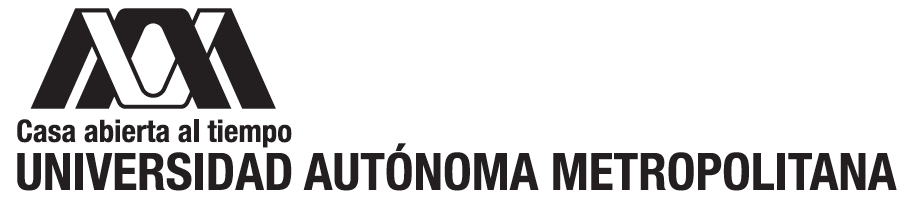 Casa abierta al tiempo
UNIVERSIDAD AUTÓNOMA METROPOLITANA